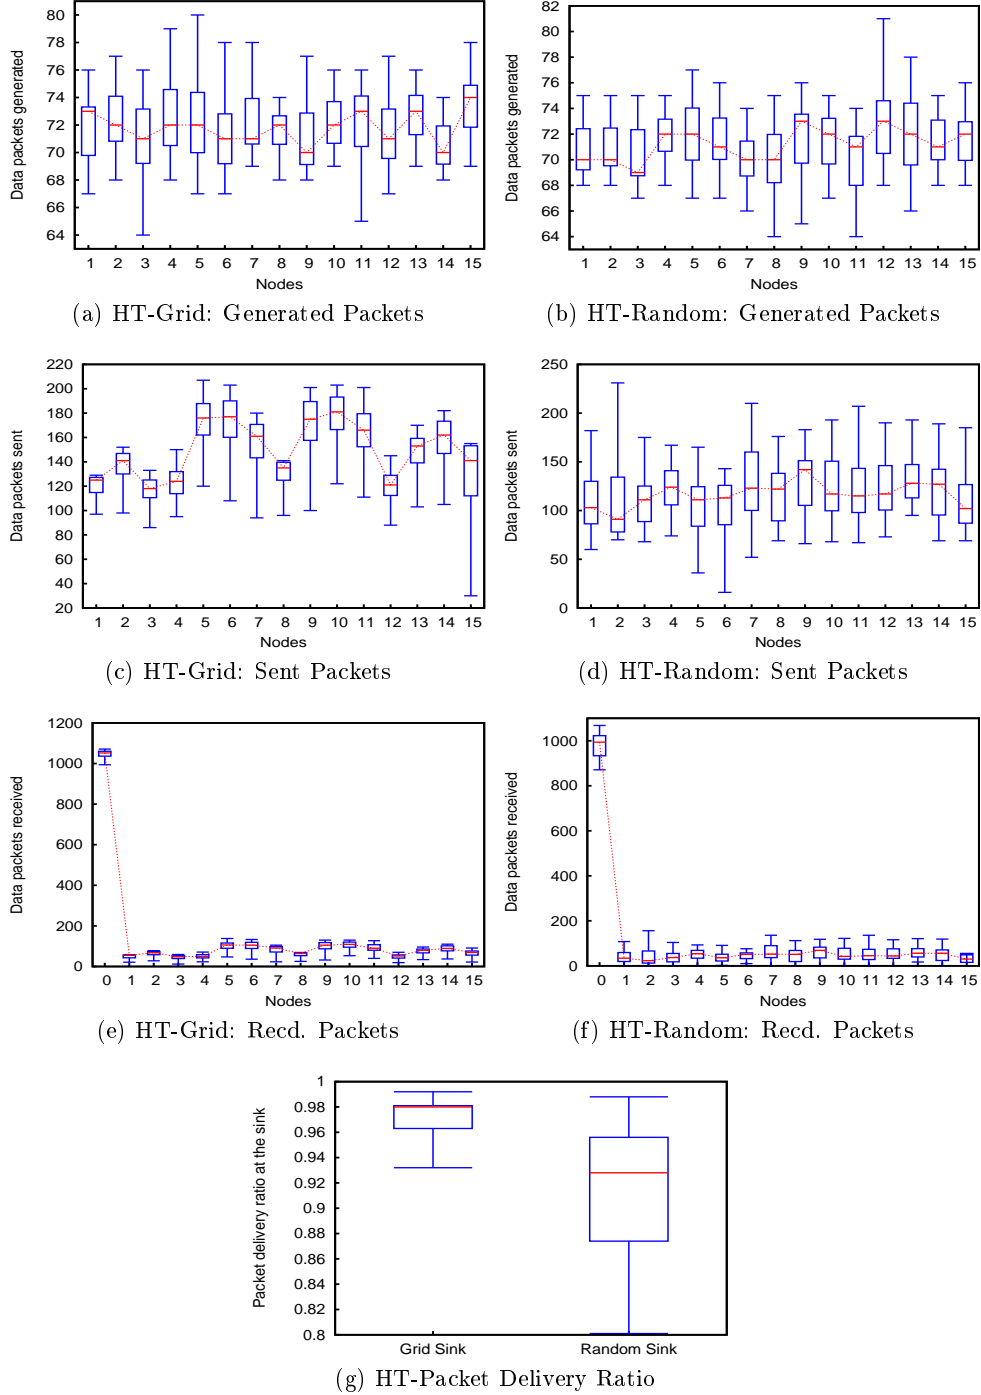 80
78
76
74
72
70
68
66
64
Data packets generated
1 2 3 4 5 6 7 8 9 10 11 12 13 14 15
Nodes
(a) HT-Grid: Generated Packets
82
80
78
76
74
72
70
68
66
64
Data packets generated
1 2 3 4 5 6 7 8 9 10 11 12 13 14 15
Nodes
(b) HT-Random: Generated Packets
220
200
180
160
140
120
100
80
60
40
20
Data packets sent
1 2 3 4 5 6 7 8 9 10 11 12 13 14 15
Nodes
(c) HT-Grid: Sent Packets
250
200
150
100
50
0
Data packets sent
1 2 3 4 5 6 7 8 9 10 11 12 13 14 15
Nodes
(d) HT-Random: Sent Packets
1200
1000
800
600
400
200
0
Data packets received
0 1 2 3 4 5 6 7 8 9 10 11 12 13 14 15
Nodes
(e) HT-Grid: Recd. Packets
1000
800
600
400
200
0
Data packets received
0 1 2 3 4 5 6 7 8 9 10 11 12 13 14 15
Nodes
(f) HT-Random: Recd. Packets
1
0.98
0.96
0.94
0.92
0.9
0.88
0.86
0.84
0.82
0.8
Packet delivery ratio at the sink
Grid Sink Random Sink
(g) HT-Packet Delivery Ratio